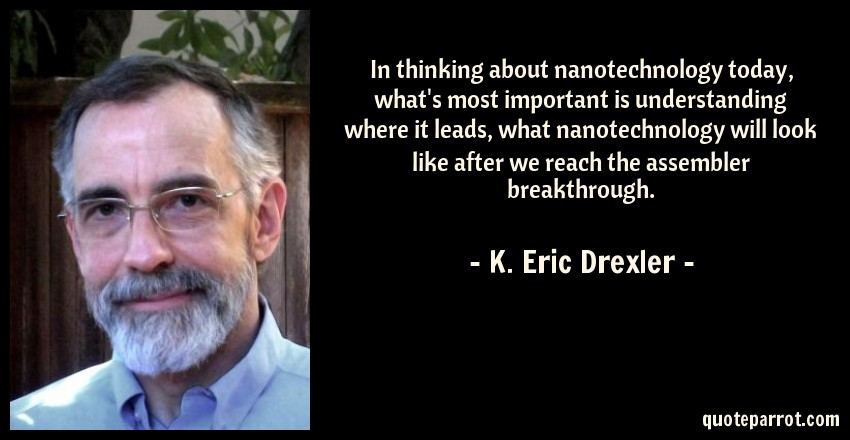 In thinking about nanotechnology today,
what's most important is understanding
where it leads, what nanotechnology will look
like after we reach the assembler
breakthrough.
- K. Eric Drexler -
quoteparrot.com